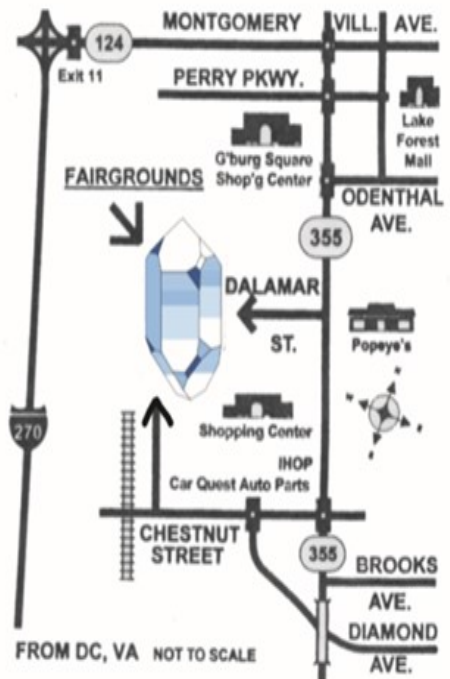 MONTGOMERY VILL. AVE.
124
Exit 11
PERRY PKWY.
Lake
Forest
Mall
G'burg Square
Shop'g Center
FAIRGROUNDS
ODENTHAL
AVE.
355
DALAMAR
ST.
Popeye's
270
Shopping Center
IHOP
Car Quest Auto Parts
CHESTNUT
STREET
355
BROOKS
AVE.
DIAMOND
AVE.
FROM DC, VA NOT TO SCALE